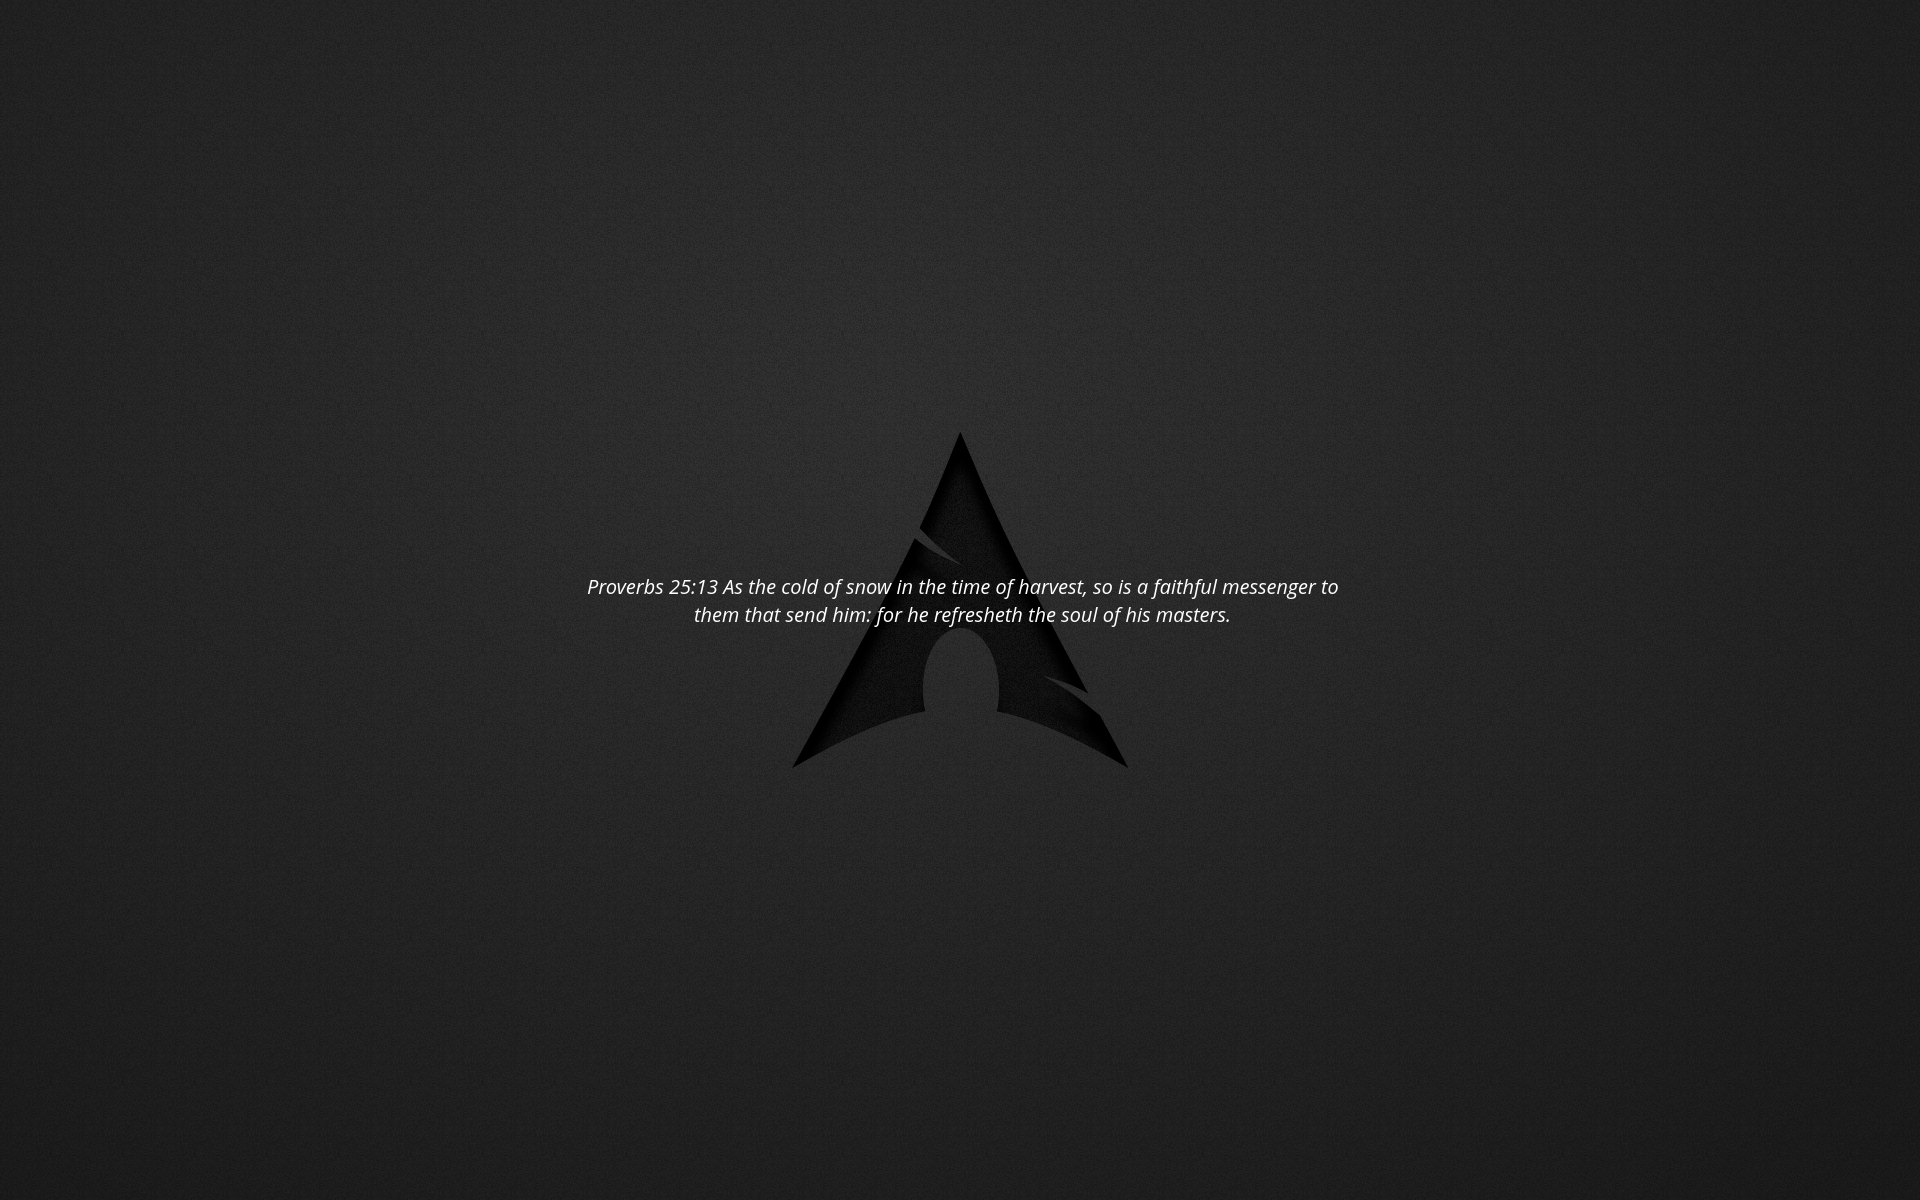 Proverbs 25:13 As the cold of snow in the time of harvest, so is a faithful messenger to
them that send him: for he refresheth the soul of his masters.